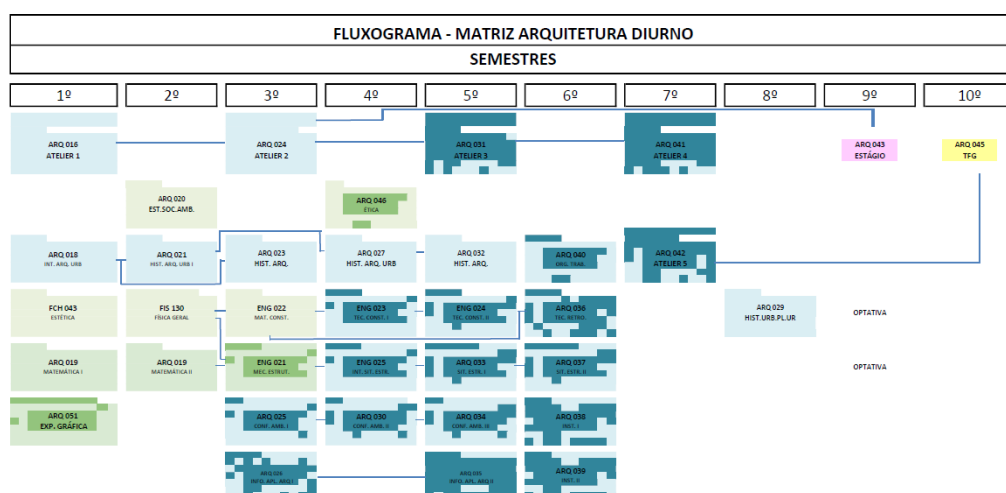 FLUXOGRAMA - MATRIZ ARQUITETURA DIURNO
SEMESTRES
1º 2º 3º 4º 5º 6º 7º 8º 9º 10º
ARQ 016
ATELIER 1
ARQ 024
ATELIER 2
ARQ 031
ATELIER 3
ARQ 041
ATELIER 4
ARQ 043
ESTÁGIO
ARQ 045
TFG
ARQ 020
EST.SOC.AMB.
ARQ 046
ÉTICA
ARQ 018
INT. ARQ. URB
ARQ 021
HIST. ARQ. URB I
ARQ 023
HIST. ARQ.
ARQ 027
HIST. ARQ. URB
ARQ 032
HIST. ARQ.
ARQ 040
ORG. TRAB.
ARQ 042
ATELIER 5
FCH 043
ESTÉTICA
FIS 130
FÍSICA GERAL
ENG 022
MAT. CONST.
ENG 023
TEC. CONST. I
ENG 024
TEC. CONST. II
ARQ 036
TEC. RETRO.
ARQ 029
HIST.URB.PL.UR
OPTATIVA
ARQ 019
MATEMÁTICA I
ARQ 019
MATEMÁTICA II
ENG 021
MEC. ESTRUT.
ENG 025
INT. SIT. ESTR.
ARQ 033
SIT. ESTR. I
ARQ 037
SIT. ESTR. II
OPTATIVA
ARQ 051
EXP. GRÁFICA
ARQ 025
CONF. AMB. I
ARQ 030
CONF. AMB. II
ARQ 034
CONF. AMB. III
ARQ 038
INST. I
ARQ 026
INFO. APL. ARQ.I
ARQ 035
INFO. APL. ARQ.II
ARQ 039
INST. II